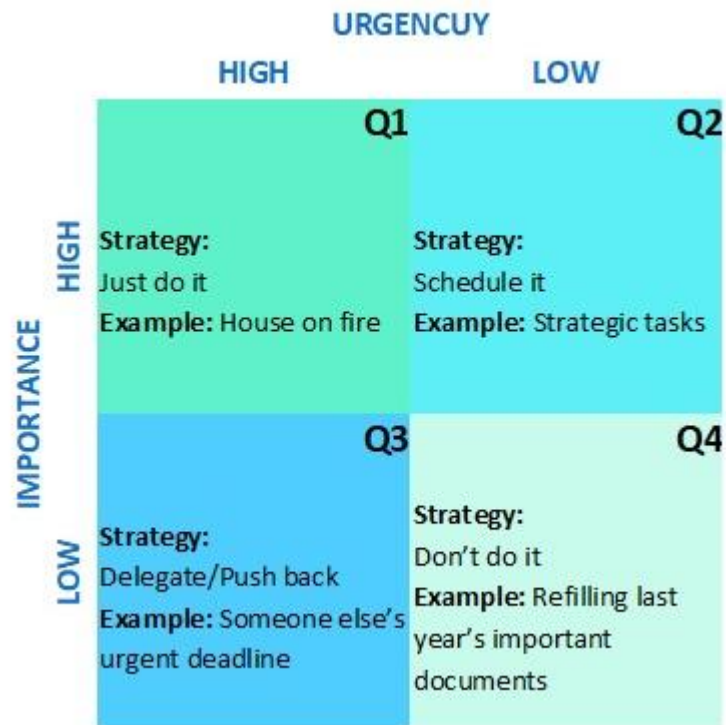 URGENCUY
HIGH
LOW
IMPORTANCE
HIGH
Q1
Strategy:
Just do it
Example: House on fire
Q2
Strategy:
Schedule it
Example: Strategic tasks
LOW
Q3
Strategy:
Delegate/Push back
Example: Someone else’s
urgent deadline
Q4
Strategy:
Don’t do it
Example: Refilling last
year’s important
documents